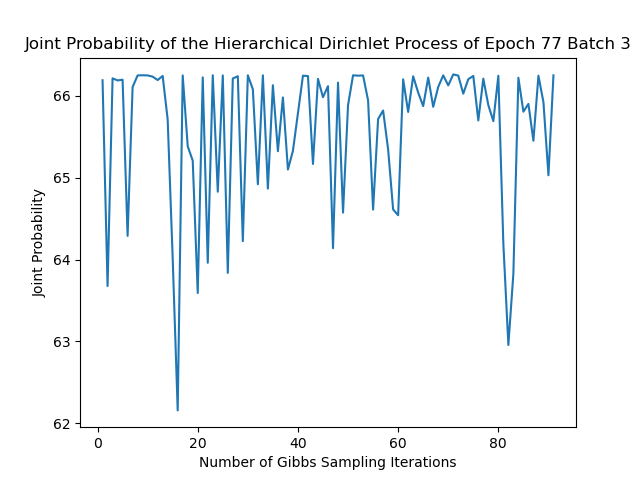 Joint Probability of the Hierarchical Dirichlet Process of Epoch 77 Batch 3
66
65
64
63
62
Joint Probability
0 20 40 60 80
Number of Gibbs Sampling Iterations